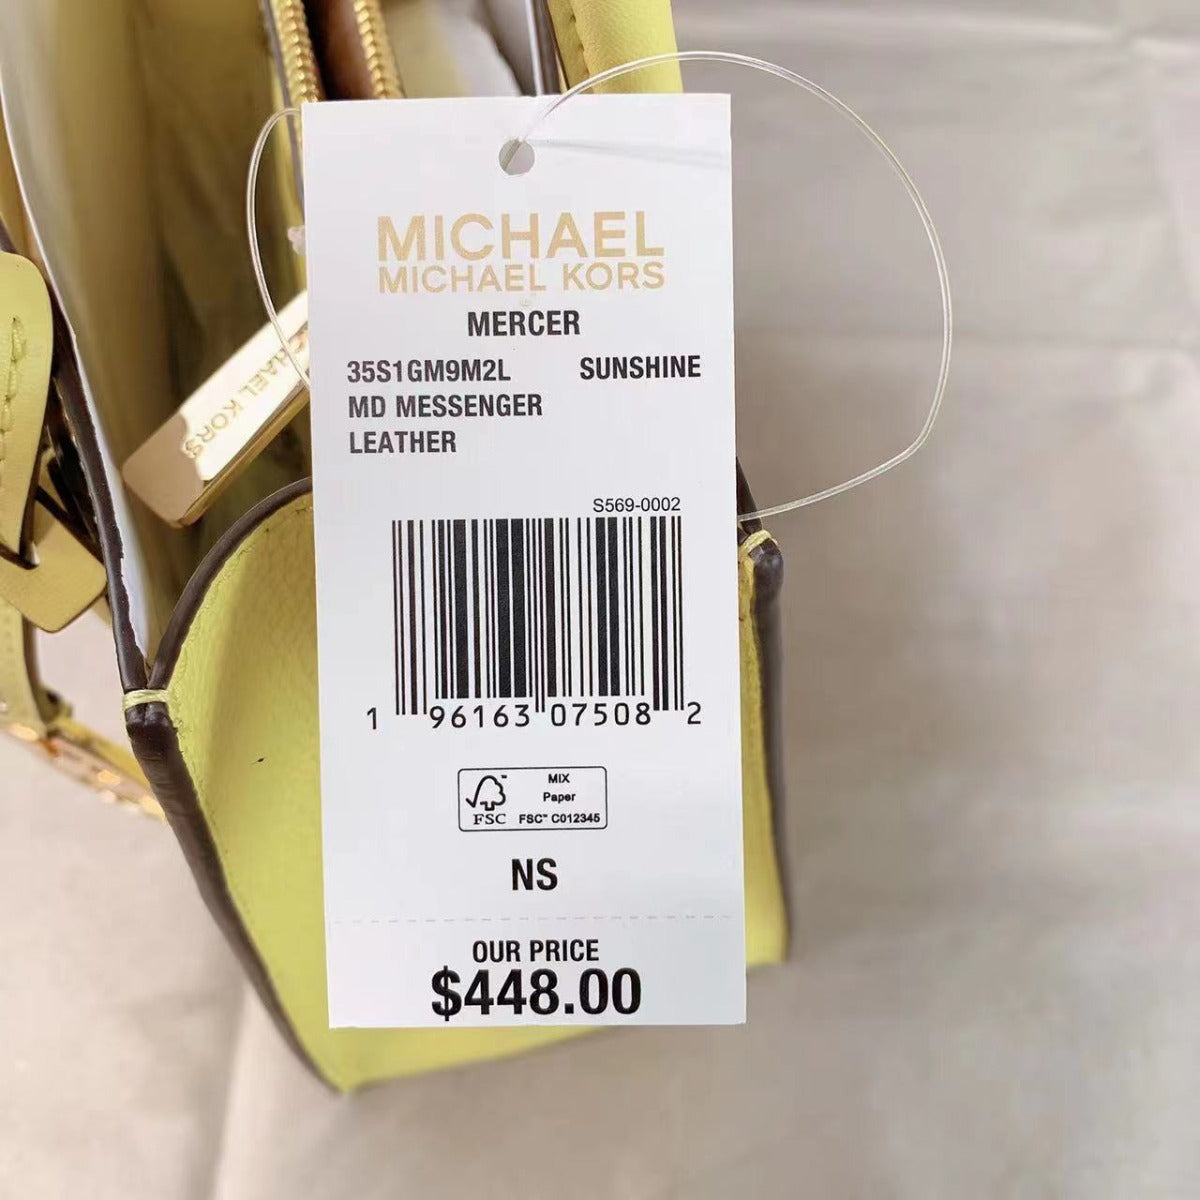 MICHAEL
MICHAEL KORS
MERCER
35S1GM9M2L SUNSHINE
MD MESSENGER
LEATHER
S569-0002
1 96163 07508 2
FSC
MIX
Paper
FSC™ C012345
NS
OUR PRICE
$448.00
HAEL KORS